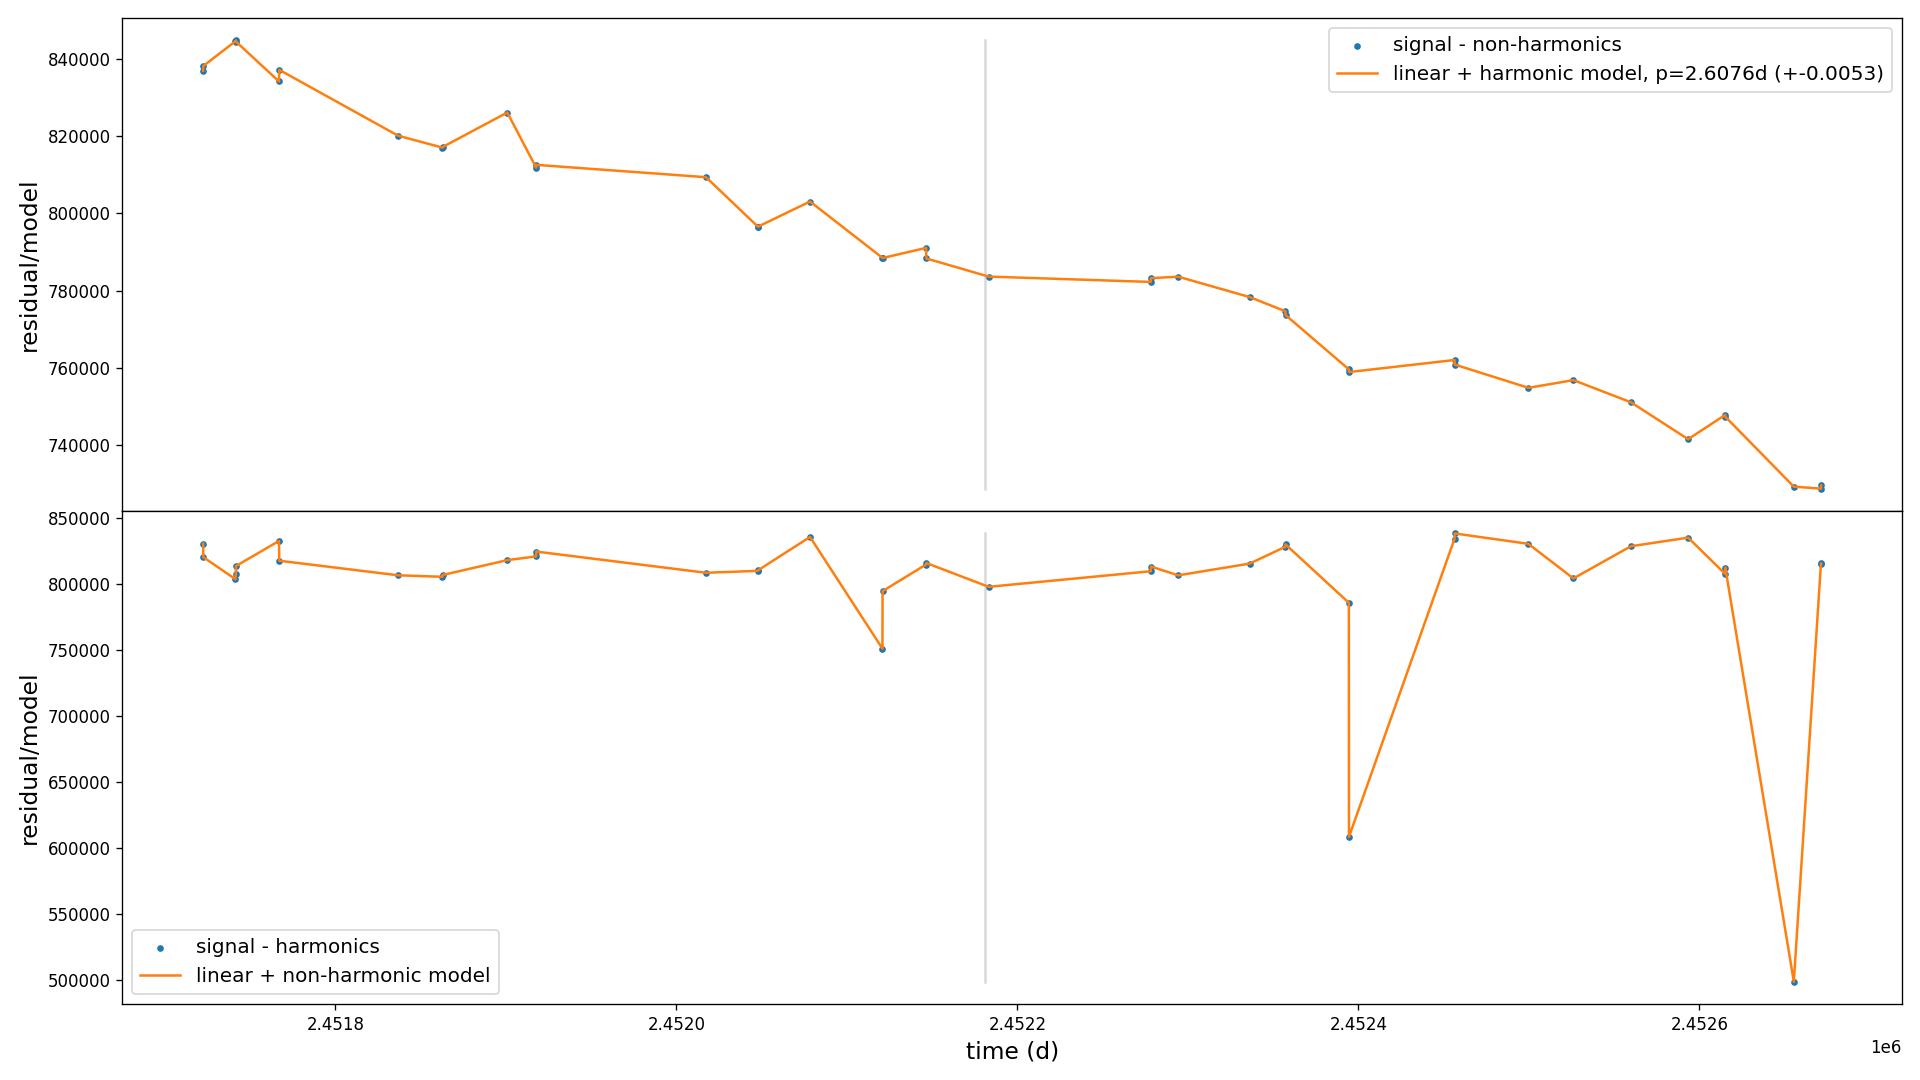 840000
820000
800000
780000
760000
740000
residual/model
signal - non-harmonics
linear + harmonic model, p=2.6076d (+-0.0053)
850000
800000
750000
700000
650000
600000
550000
500000
residual/model
signal - harmonics
linear + non-harmonic model
2.4518
2.4520
2.4522
2.4524
2.4526
1e6
time (d)